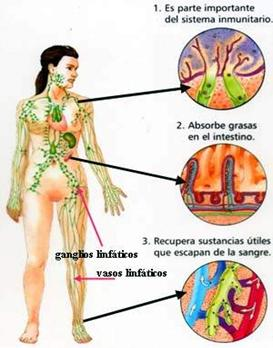 1. Es parte importante
del sistema inmunitario.
2. Absorbe grasas
en el intestino.
ganglios linfáticos
vasos linfáticos
3. Recupera sustancias útiles
que escapan de la sangre.